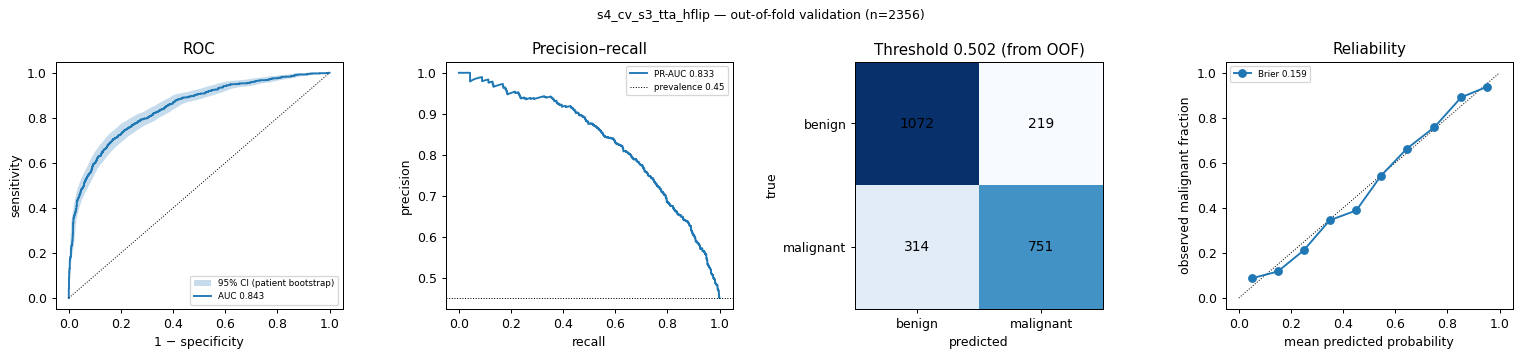 s4_cv_s3_tta_hflip — out-of-fold validation (n=2356)
ROC
sensitivity
1.0
0.8
0.6
0.4
0.2
0.0
95% CI (patient bootstrap)
AUC 0.843
0.0 0.2 0.4 0.6 0.8 1.0
1 − specificity
Precision–recall
precision
1.0
0.9
0.8
0.7
0.6
0.5
PR-AUC 0.833
prevalence 0.45
0.0 0.2 0.4 0.6 0.8 1.0
recall
Threshold 0.502 (from OOF)
true
benign 1072 219
malignant 314 751
benign malignant
predicted
Reliability
observed malignant fraction
1.0
0.8
0.6
0.4
0.2
0.0
Brier 0.159
0.0 0.2 0.4 0.6 0.8 1.0
mean predicted probability